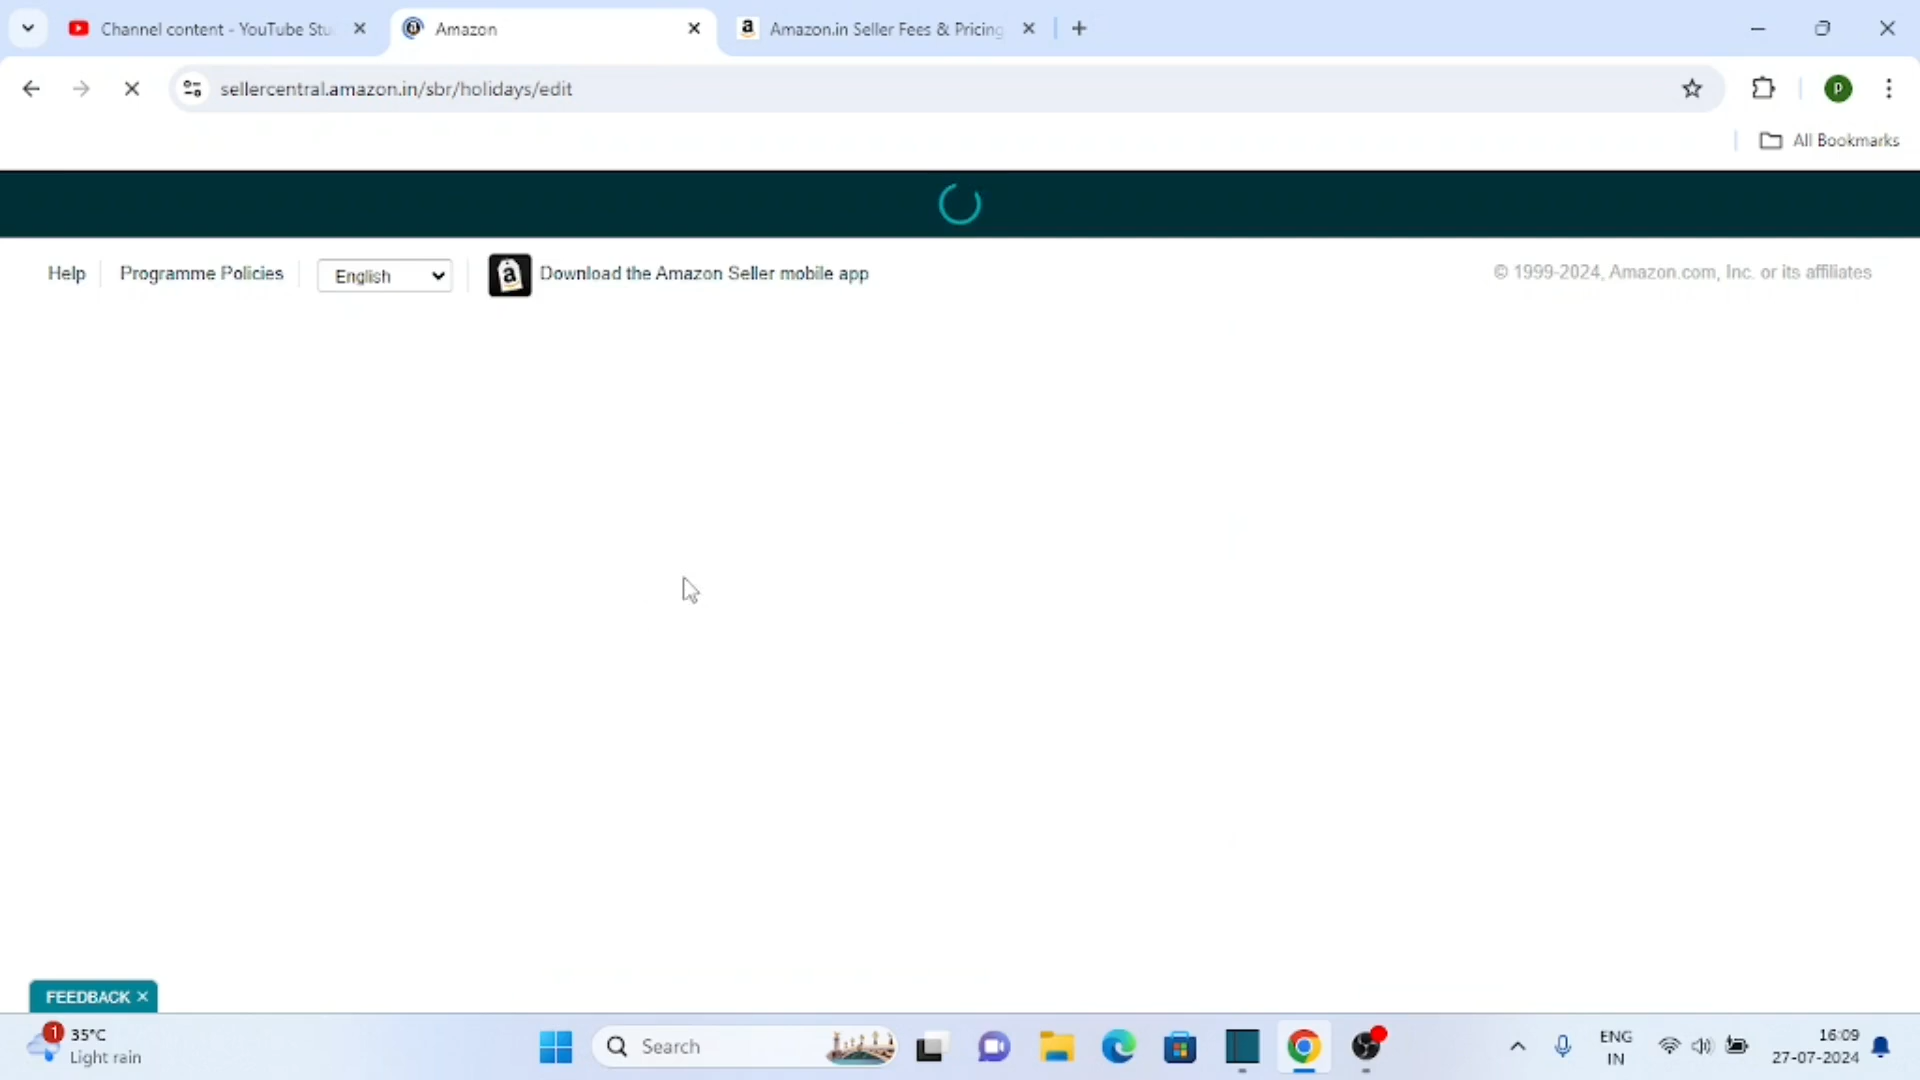 Channel content - YouTube Stu
Amazon
Amazon.in Seller Fees & Pricing
sellercentral.amazon.in/sbr/holidays/edit
P
All Bookmarks
Help
Programme Policies
English
Download the Amazon Seller mobile app
© 1999-2024, Amazon.com, Inc. or its affiliates
FEEDBACK
1
35°C
Light rain
Search
ENG
IN
16:09
27-07-2024